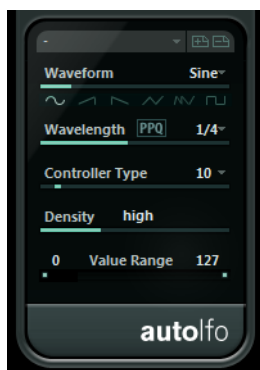 -
Waveform Sine
Wavelength PPQ 1/4
Controller Type 10
Density high
0 Value Range 127
autolfo